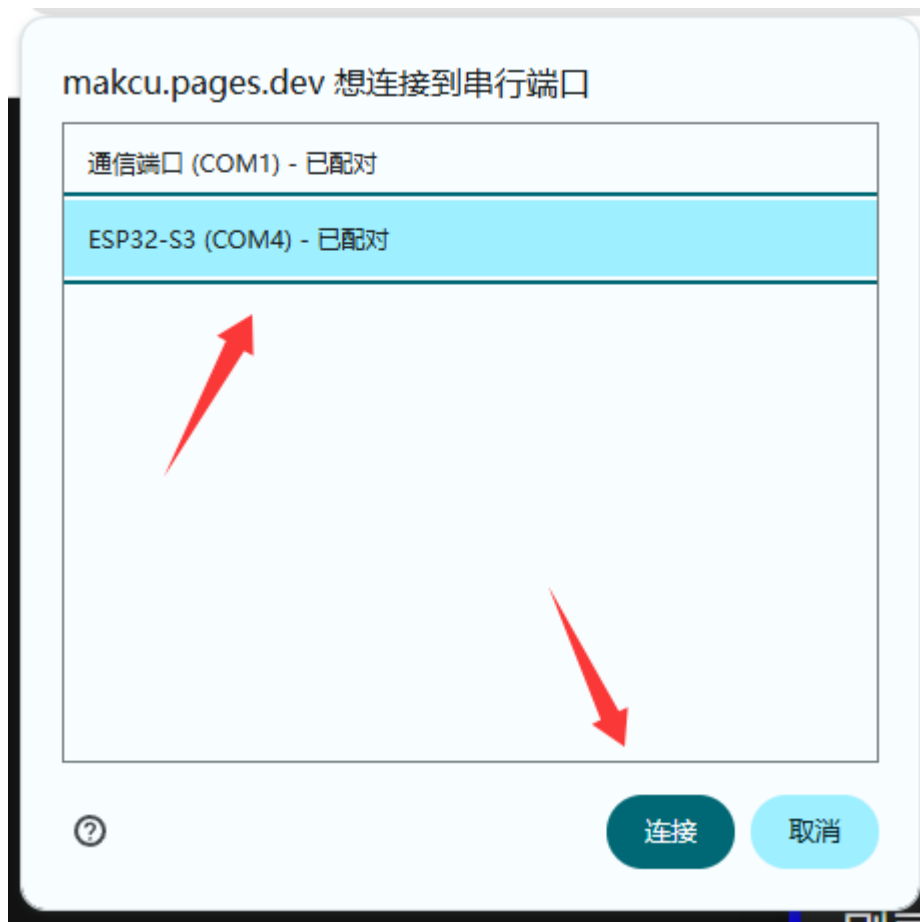 makcu.pages.dev 想连接到串行端口
通信端口 (COM1) - 已配对
ESP32-S3 (COM4) - 已配对
连接
取消